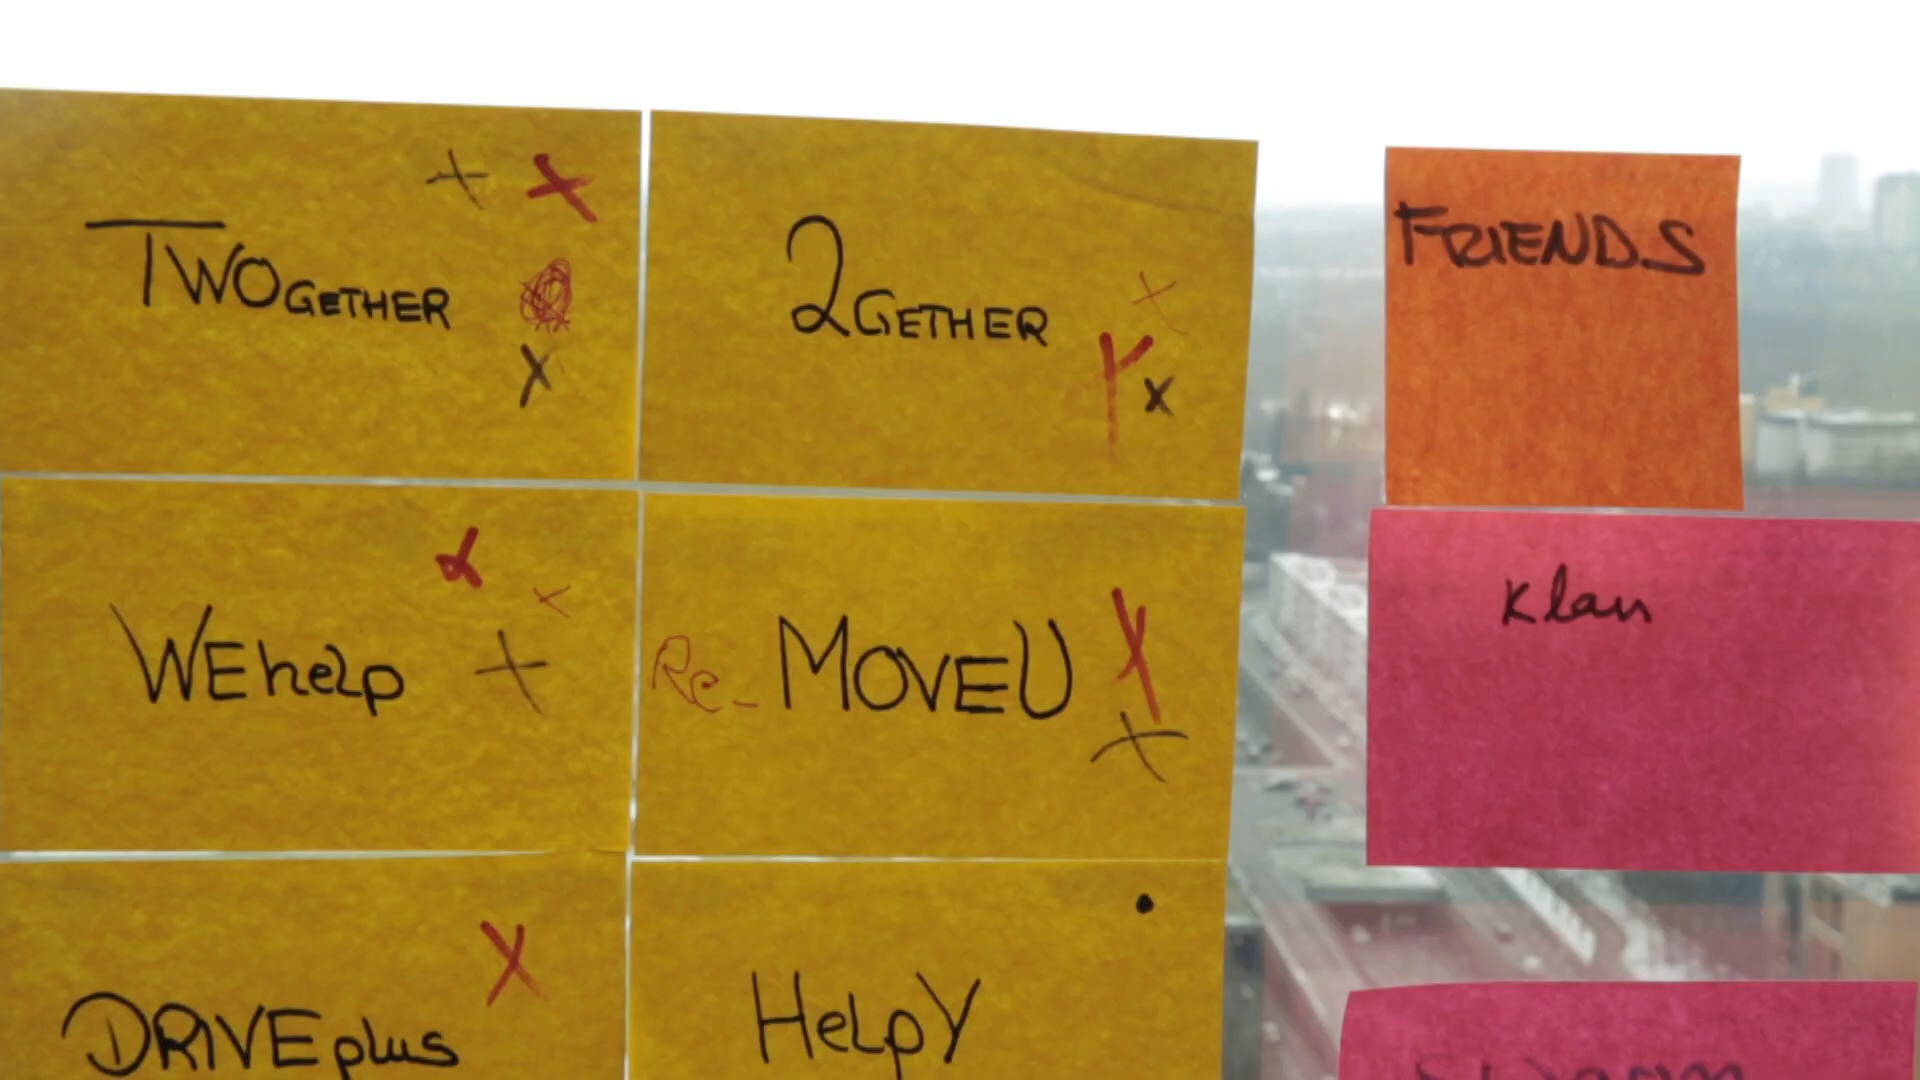 TWOGETHER
2GETHER
FRIENDS
WEhelp
Re-MOVEU
Klan
DRIVEplus
HelpY